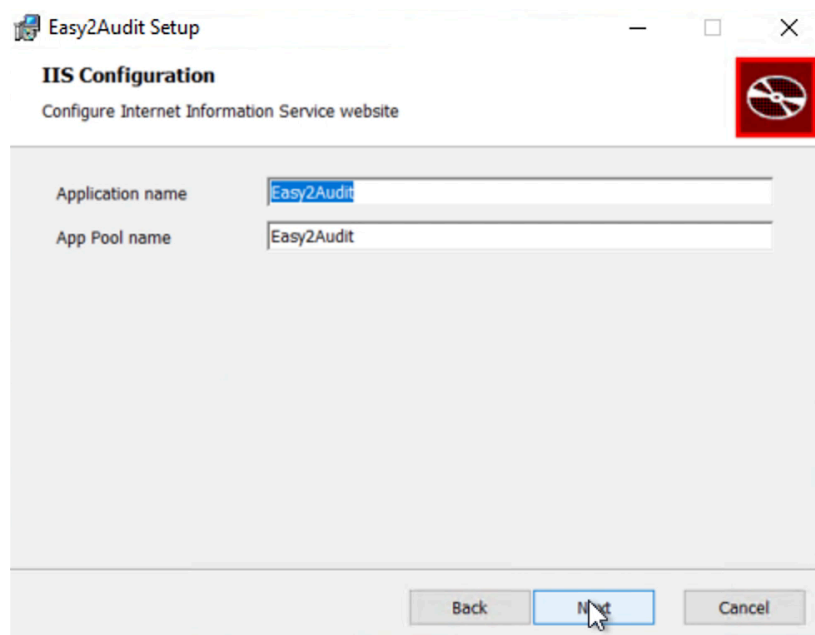 Easy2Audit Setup
IIS Configuration
Configure Internet Information Service website
Application name Easy2Audit
App Pool name Easy2Audit
Back Next Cancel